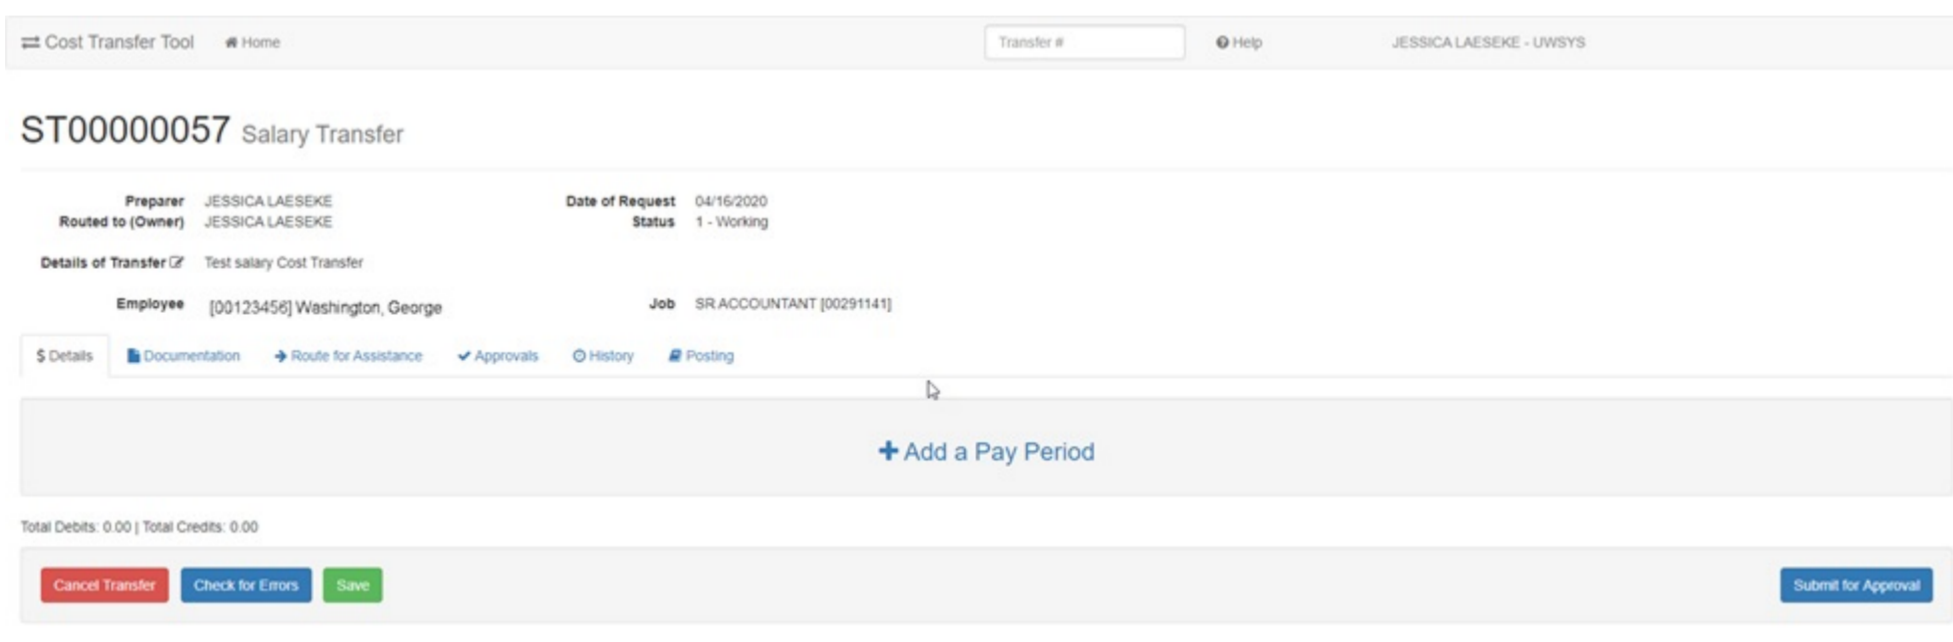 Cost Transfer Tool Home Transfer # Help JESSICA LAESEKE - UWSYS
ST00000057 Salary Transfer
Preparer JESSICA LAESEKE Date of Request 04/16/2020
Routed to (Owner) JESSICA LAESEKE Status 1 - Working
Details of Transfer Test salary Cost Transfer
Employee [00123456] Washington, George Job SR ACCOUNTANT [00291141]
$ Details Documentation Route for Assistance Approvals History Posting
+ Add a Pay Period
Total Debits: 0.00 | Total Credits: 0.00
Cancel Transfer Check for Errors Save Submit for Approval